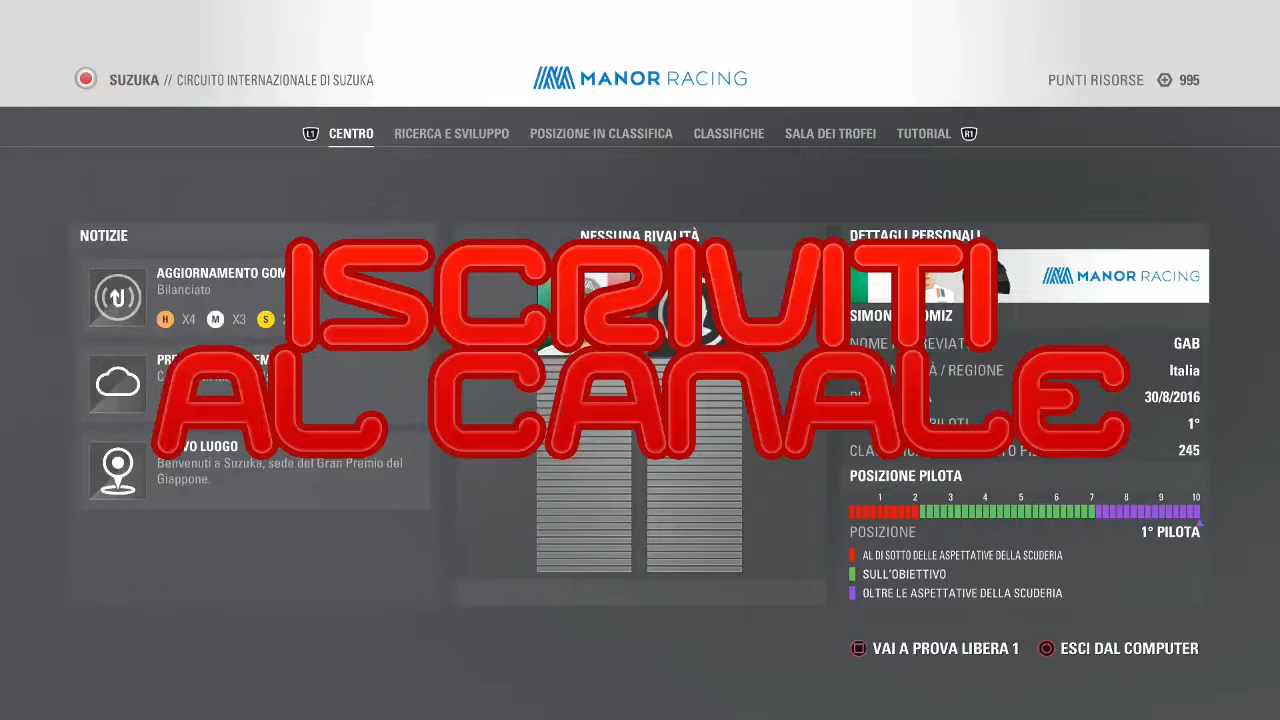 SUZUKA // CIRCUITO INTERNAZIONALE DI SUZUKA
MANOR RACING
PUNTI RISORSE 995
L1 CENTRO RICERCA E SVILUPPO POSIZIONE IN CLASSIFICA CLASSIFICHE SALA DEI TROFEI TUTORIAL R1
NOTIZIE
AGGIORNAMENTO
Bilanciato
H X4 M X3 S
LUOGO
Benvenuti a Suzuka, sede del Gran Premio del
Giappone.
NESSUNA RIVALITÀ
ISCRIVITI
AL CANALE
DETTAGLI PERSONALI
MANOR RACING
GAB
/ REGIONE
Italia
30/8/2016
1°
245
POSIZIONE PILOTA
1 2 3 4 5 6 7 8 9 10
POSIZIONE 1° PILOTA
AL DI SOTTO DELLE ASPETTATIVE DELLA SCUDERIA
SULL'OBIETTIVO
OLTRE LE ASPETTATIVE DELLA SCUDERIA
VAI A PROVA LIBERA 1 ESCI DAL COMPUTER